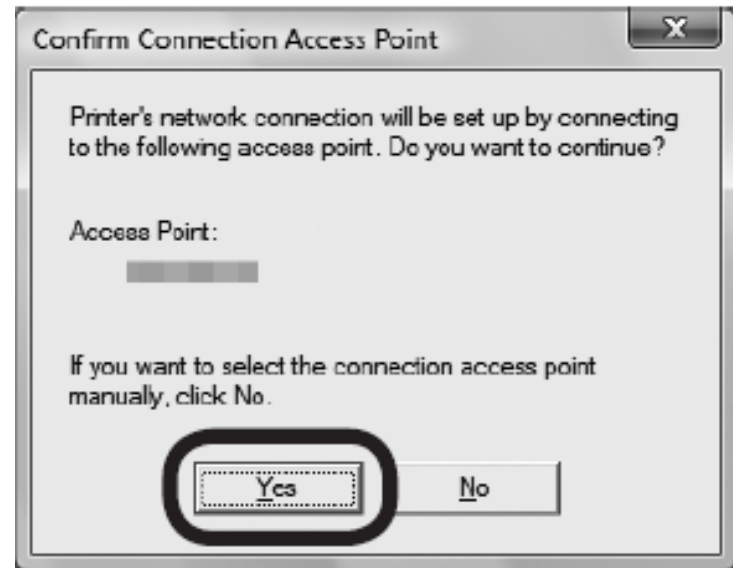 Confirm Connection Access Point
Printer's network connection will be set up by connecting
to the following access point. Do you want to continue?
Access Point:
If you want to select the connection access point
manually, click No.
Yes
No